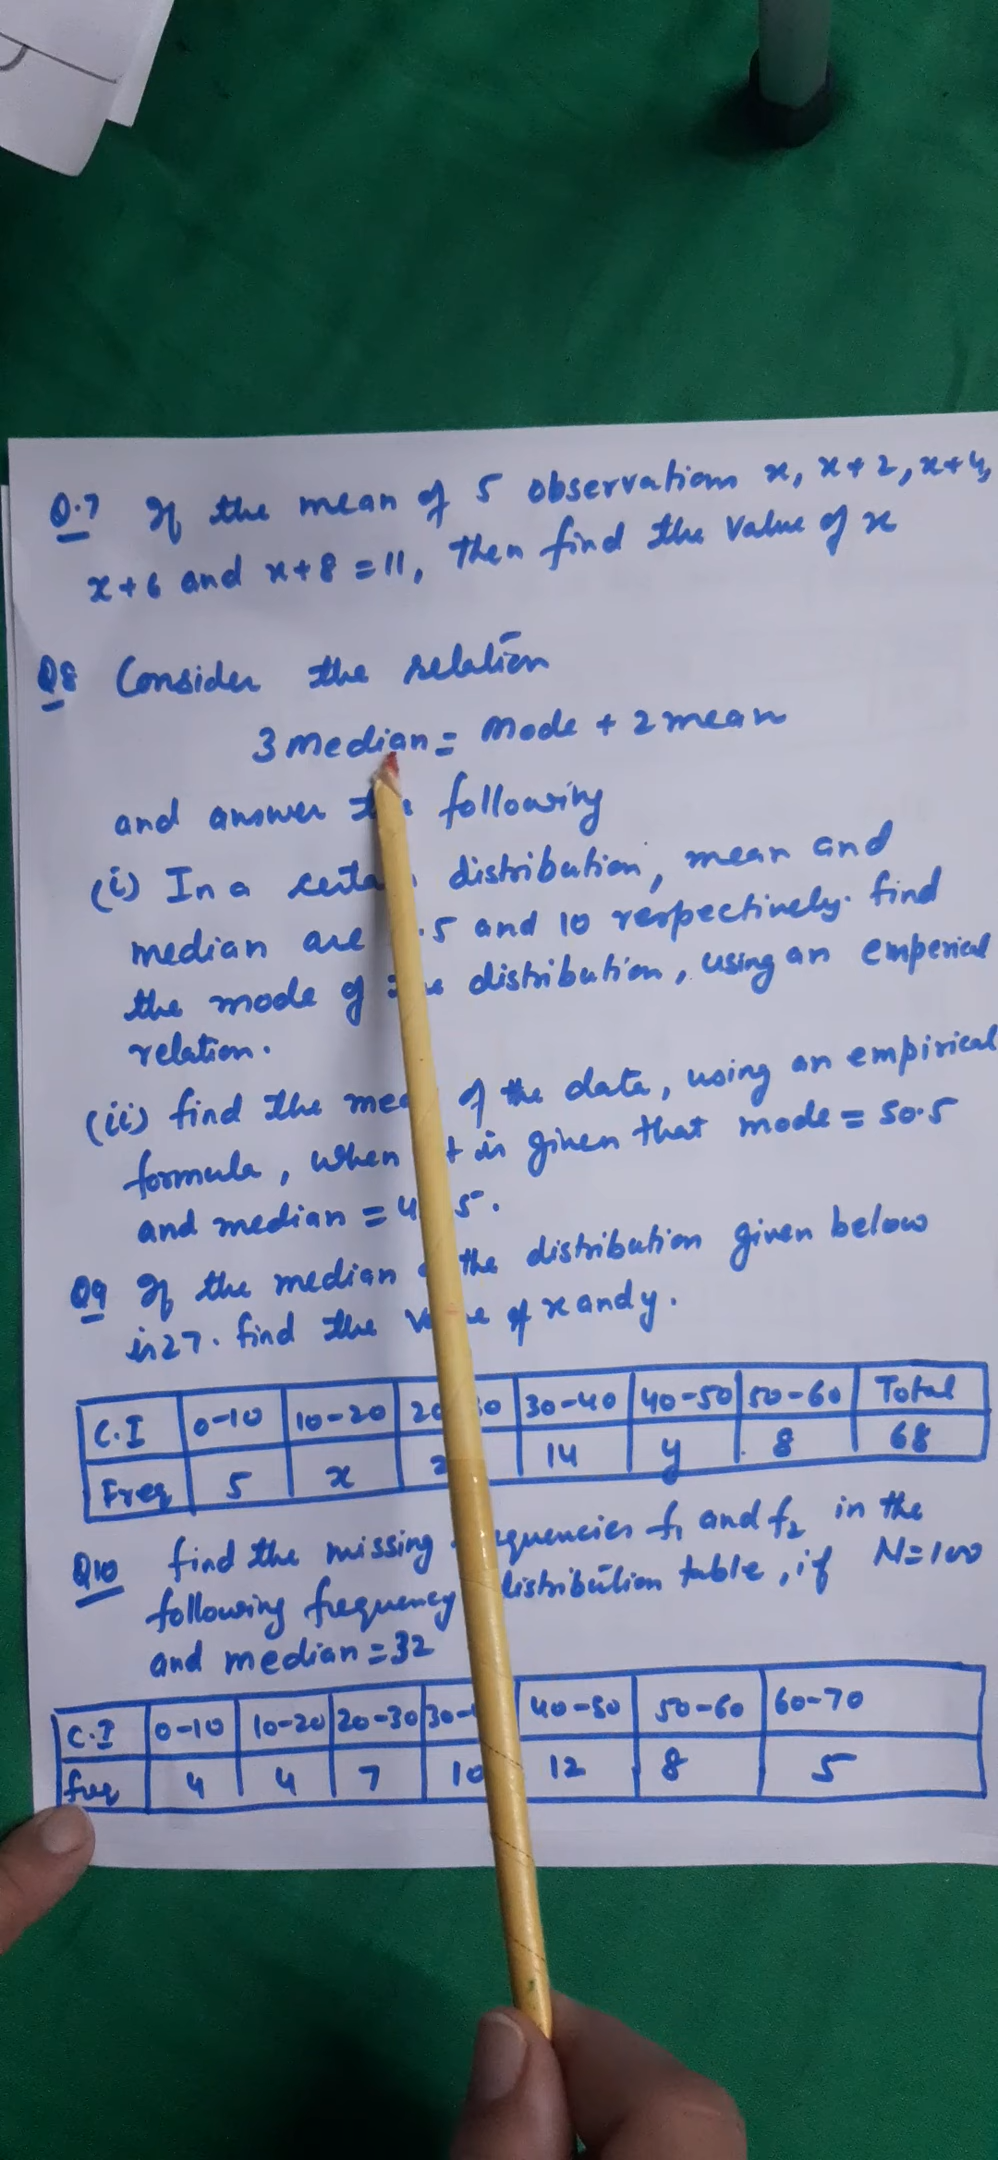 Q.7 If the mean of 5 observations x, x+2, x+4,
x+6 and x+8 = 11, then find the value of x
Q8 Consider the relation
3 median = mode + 2 mean
and answer the following
(i) In a distribution, mean and
median are .5 and 10 respectively. find
the mode of distribution, using an emperical
relation.
(ii) find the of the data, using an empirical
formula, when it is given that mode = 50.5
and median = 4 5.
Q9 If the median the distribution given below
is 27. find the of x and y.
C.I 0-10 10-20 30-40 40-50 50-60 Total
Freq 5 x 14 y 8 68
Q10 find the missing f1 and f2 in the
following frequency distribution table, if N=100
and median = 32
C.I 0-10 10-20 20-30 30- 40-50 50-60 60-70
freq 4 4 7 10 12 8 5